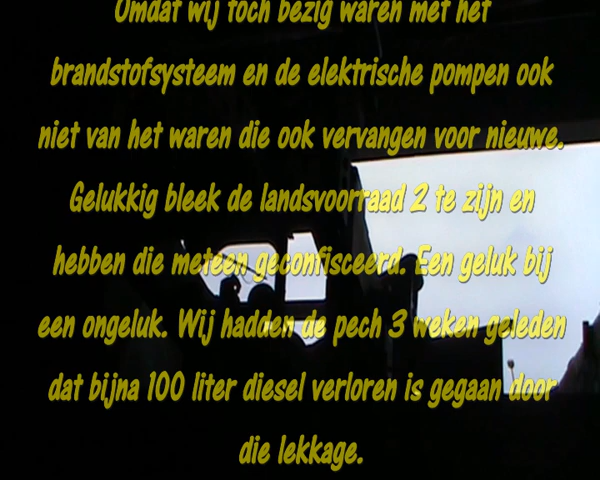 Omdat wij toch bezig waren met het
brandstofsysteem en de elektrische pompen ook
niet van het waren die ook vervangen voor nieuwe.
Gelukkig bleek de landsvoorraad 2 te zijn en
hebben die meteen geconfisceerd. Een geluk bij
een ongeluk. Wij hadden de pech 3 weken geleden
dat bijna 100 liter diesel verloren is gegaan door
die lekkage.